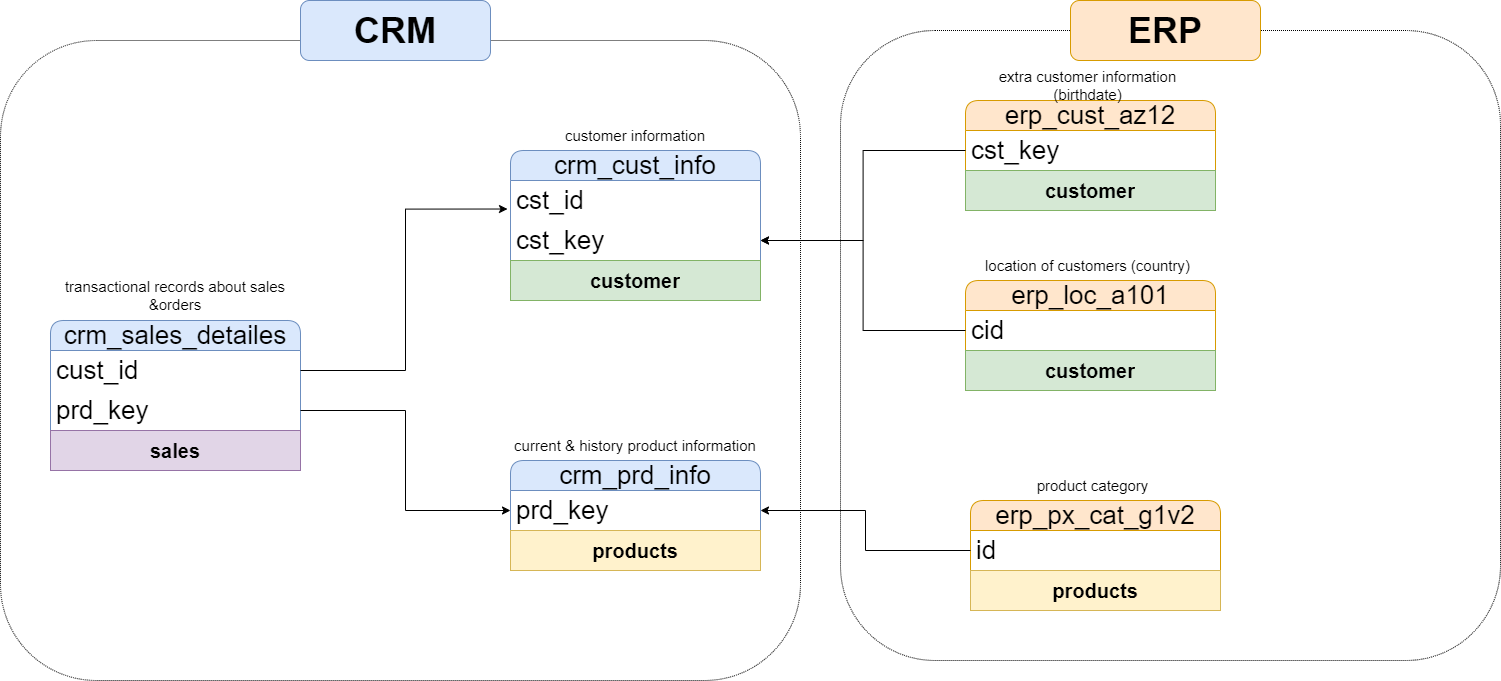 CRM
ERP
extra customer information
(birthdate)
erp_cust_az12
cst_key
customer
customer information
crm_cust_info
cst_id
cst_key
customer
location of customers (country)
erp_loc_a101
cid
customer
transactional records about sales
&orders
crm_sales_detailes
cust_id
prd_key
sales
current & history product information
crm_prd_info
prd_key
products
product category
erp_px_cat_g1v2
id
products